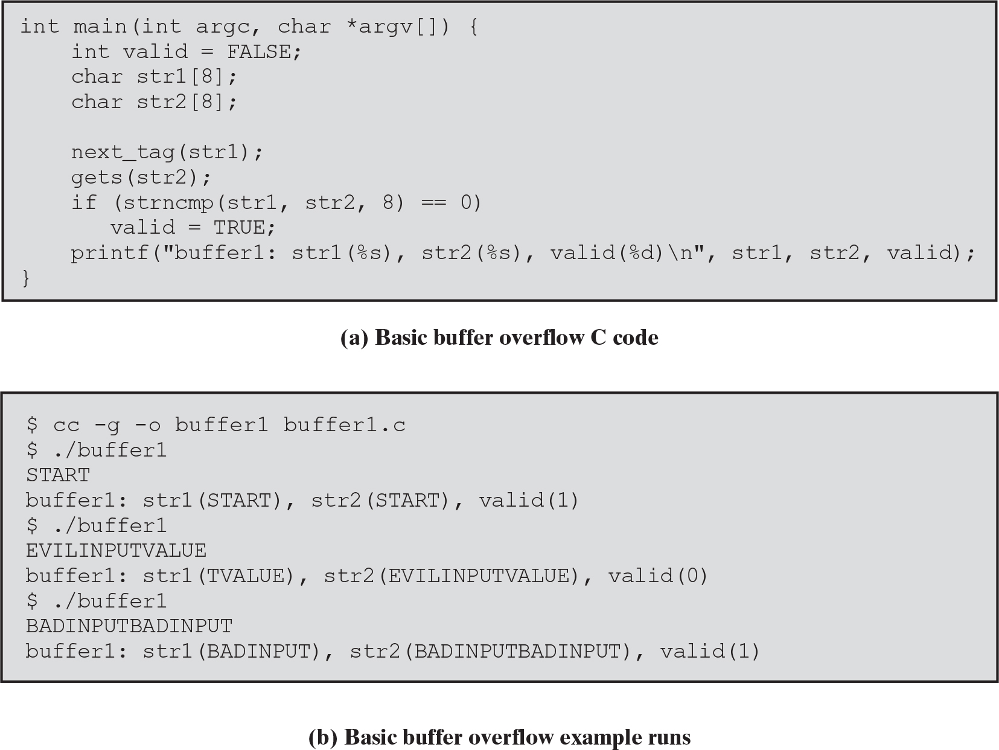 int main(int argc, char *argv[]) {
    int valid = FALSE;
    char str1[8];
    char str2[8];

    next_tag(str1);
    gets(str2);
    if (strncmp(str1, str2, 8) == 0)
       valid = TRUE;
    printf("buffer1: str1(%s), str2(%s), valid(%d)\n", str1, str2, valid);
}
(a) Basic buffer overflow C code
$ cc -g -o buffer1 buffer1.c
$ ./buffer1
START
buffer1: str1(START), str2(START), valid(1)
$ ./buffer1
EVILINPUTVALUE
buffer1: str1(TVALUE), str2(EVILINPUTVALUE), valid(0)
$ ./buffer1
BADINPUTBADINPUT
buffer1: str1(BADINPUT), str2(BADINPUTBADINPUT), valid(1)
(b) Basic buffer overflow example runs